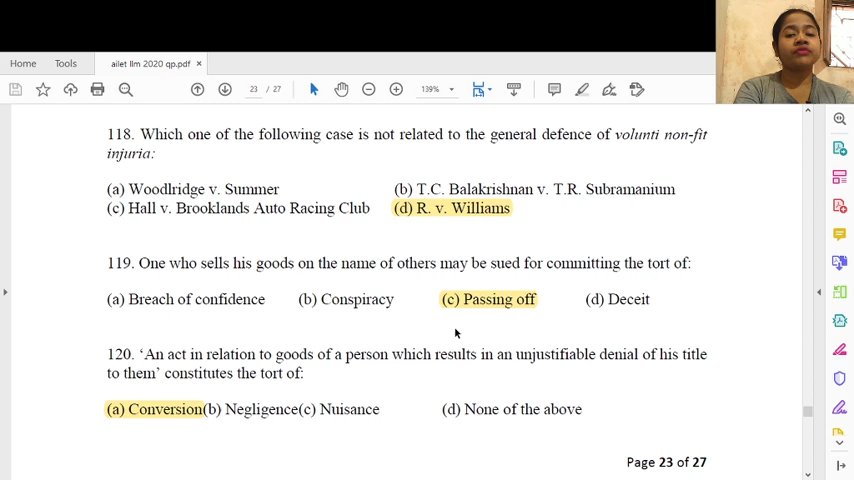 Home
Tools
ailet llm 2020 qp.pdf ×
23 / 27
139%
118. Which one of the following case is not related to the general defence of volunti non-fit
injuria:
(a) Woodlridge v. Summer (b) T.C. Balakrishnan v. T.R. Subramanium
(c) Hall v. Brooklands Auto Racing Club (d) R. v. Williams
119. One who sells his goods on the name of others may be sued for committing the tort of:
(a) Breach of confidence (b) Conspiracy (c) Passing off (d) Deceit
120. ‘An act in relation to goods of a person which results in an unjustifiable denial of his title
to them’ constitutes the tort of:
(a) Conversion(b) Negligence(c) Nuisance (d) None of the above
Page 23 of 27